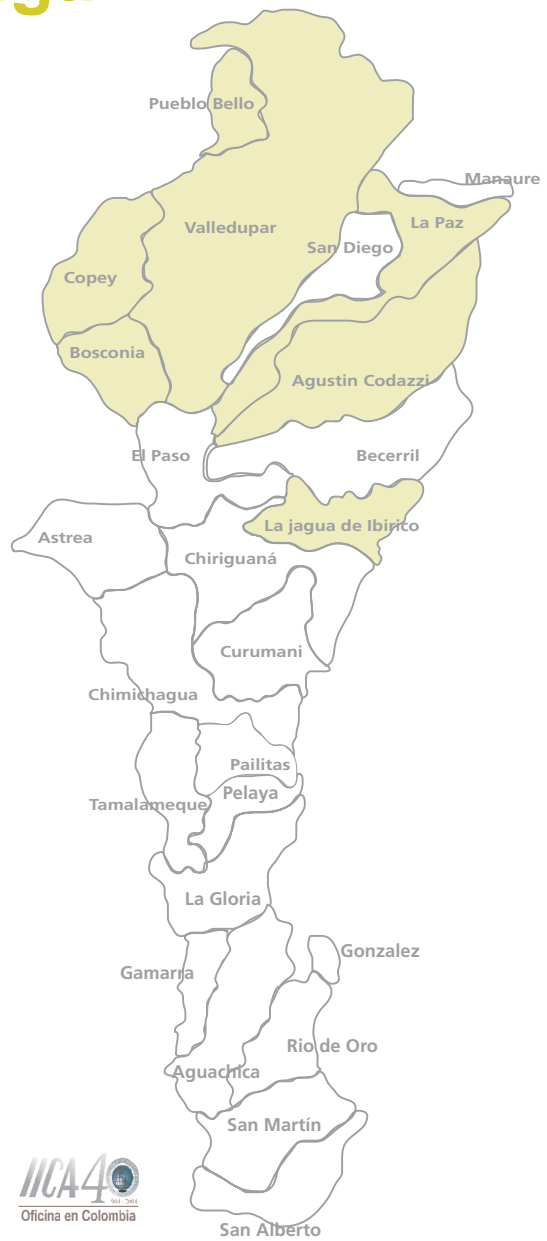 Pueblo Bello
Manaure
La Paz
Valledupar
San Diego
Copey
Bosconia
Agustin Codazzi
El Paso
Becerril
La jagua de Ibirico
Astrea
Chiriguaná
Curumani
Chimichagua
Pailitas
Pelaya
Tamalameque
La Gloria
Gonzalez
Gamarra
Rio de Oro
Aguachica
San Martín
IICA40
Oficina en Colombia
San Alberto